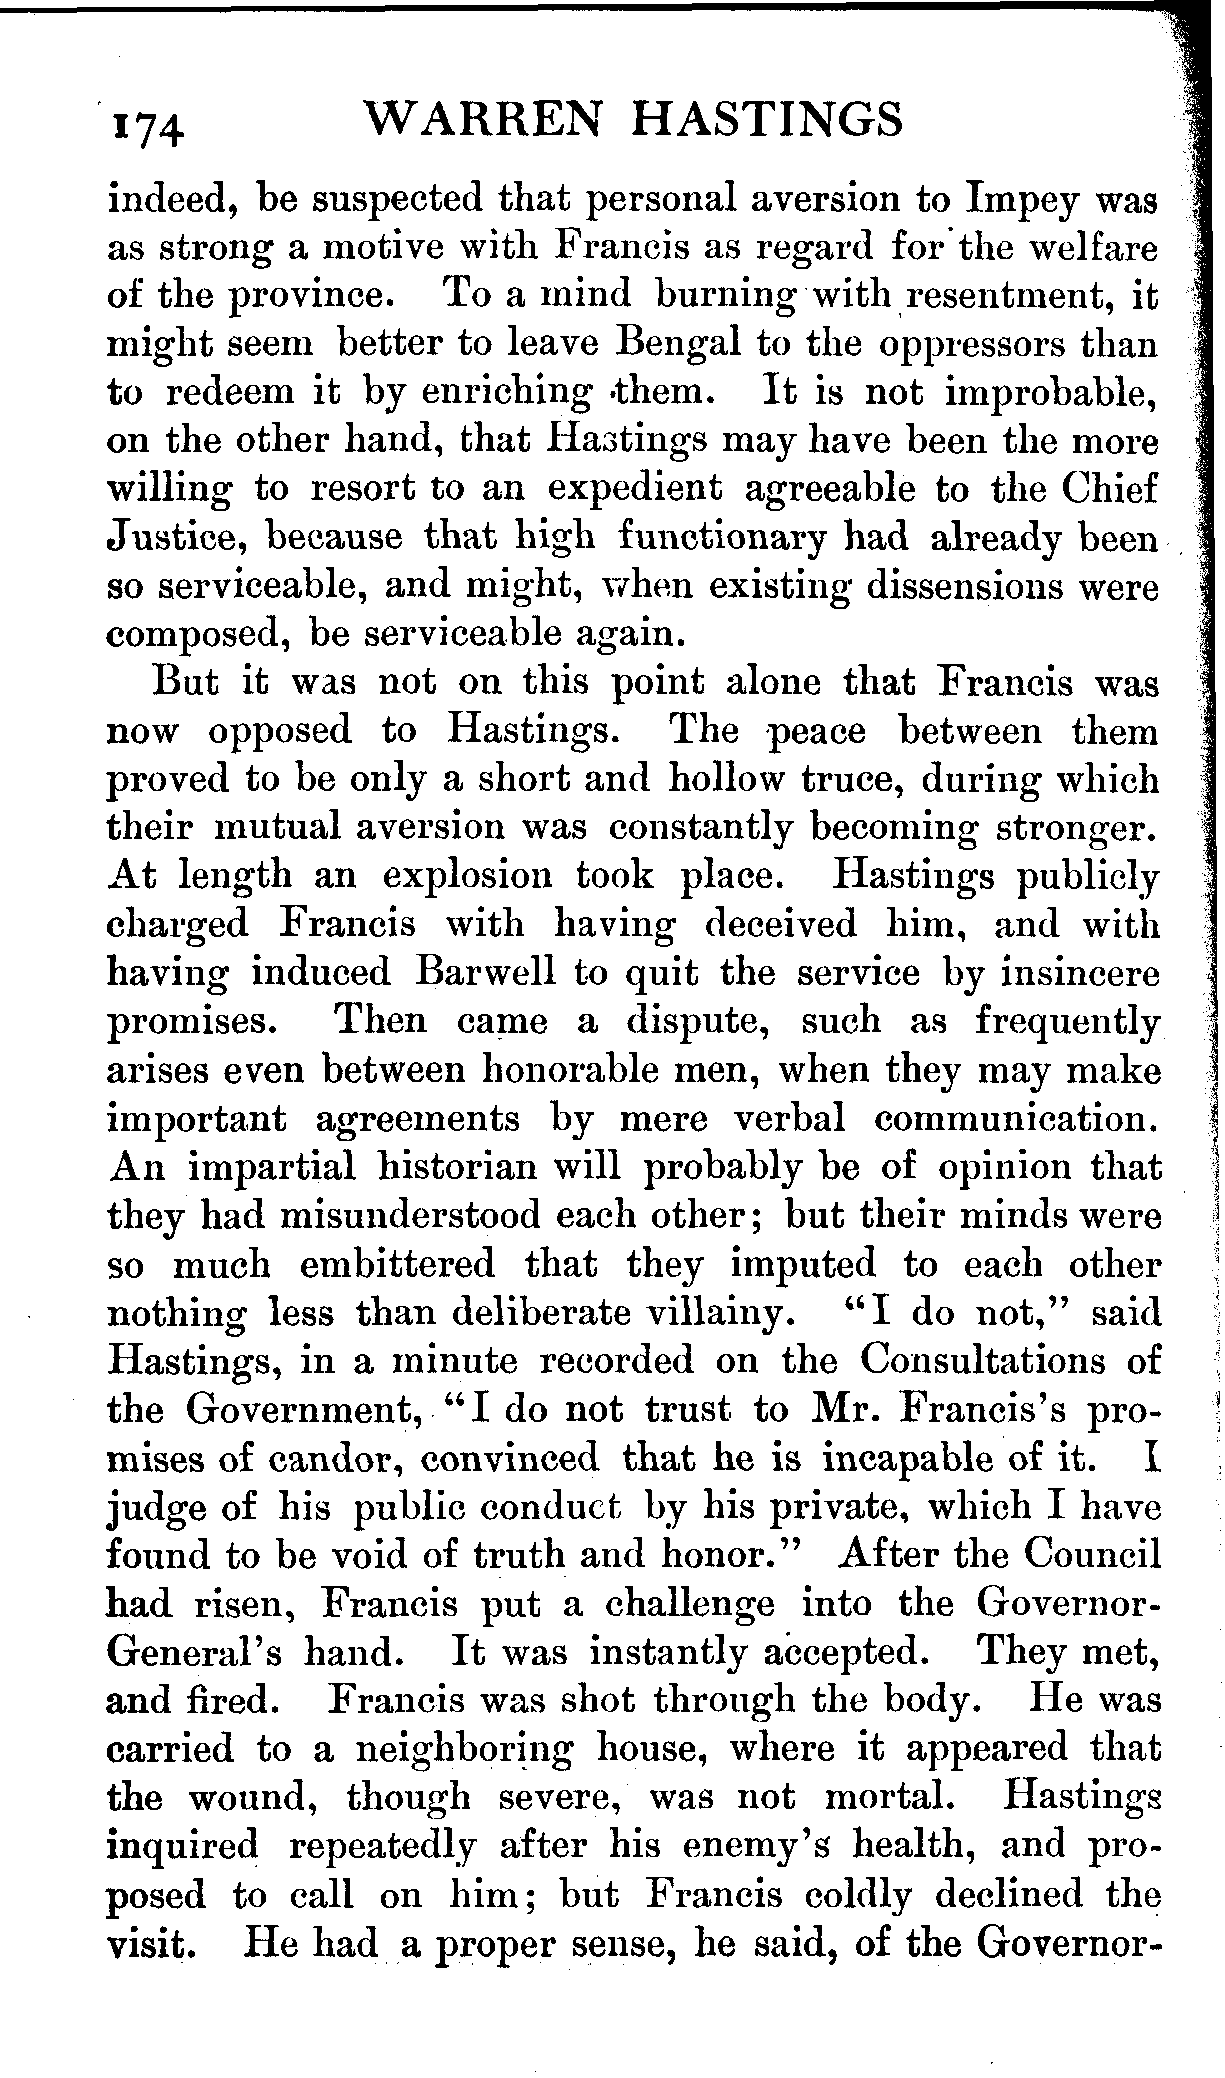 174 WARREN HASTINGS
indeed, be suspected that personal aversion to Impey was
as strong a motive with Francis as regard for the welfare
of the province. To a mind burning with resentment, it
might seem better to leave Bengal to the oppressors than
to redeem it by enriching them. It is not improbable,
on the other hand, that Hastings may have been the more
willing to resort to an expedient agreeable to the Chief
Justice, because that high functionary had already been
so serviceable, and might, when existing dissensions were
composed, be serviceable again.
But it was not on this point alone that Francis was
now opposed to Hastings. The peace between them
proved to be only a short and hollow truce, during which
their mutual aversion was constantly becoming stronger.
At length an explosion took place. Hastings publicly
charged Francis with having deceived him, and with
having induced Barwell to quit the service by insincere
promises. Then came a dispute, such as frequently
arises even between honorable men, when they may make
important agreements by mere verbal communication.
An impartial historian will probably be of opinion that
they had misunderstood each other; but their minds were
so much embittered that they imputed to each other
nothing less than deliberate villainy. "I do not," said
Hastings, in a minute recorded on the Consultations of
the Government, "I do not trust to Mr. Francis's pro-
mises of candor, convinced that he is incapable of it. I
judge of his public conduct by his private, which I have
found to be void of truth and honor." After the Council
had risen, Francis put a challenge into the Governor-
General's hand. It was instantly accepted. They met,
and fired. Francis was shot through the body. He was
carried to a neighboring house, where it appeared that
the wound, though severe, was not mortal. Hastings
inquired repeatedly after his enemy's health, and pro-
posed to call on him; but Francis coldly declined the
visit. He had a proper sense, he said, of the Governor-